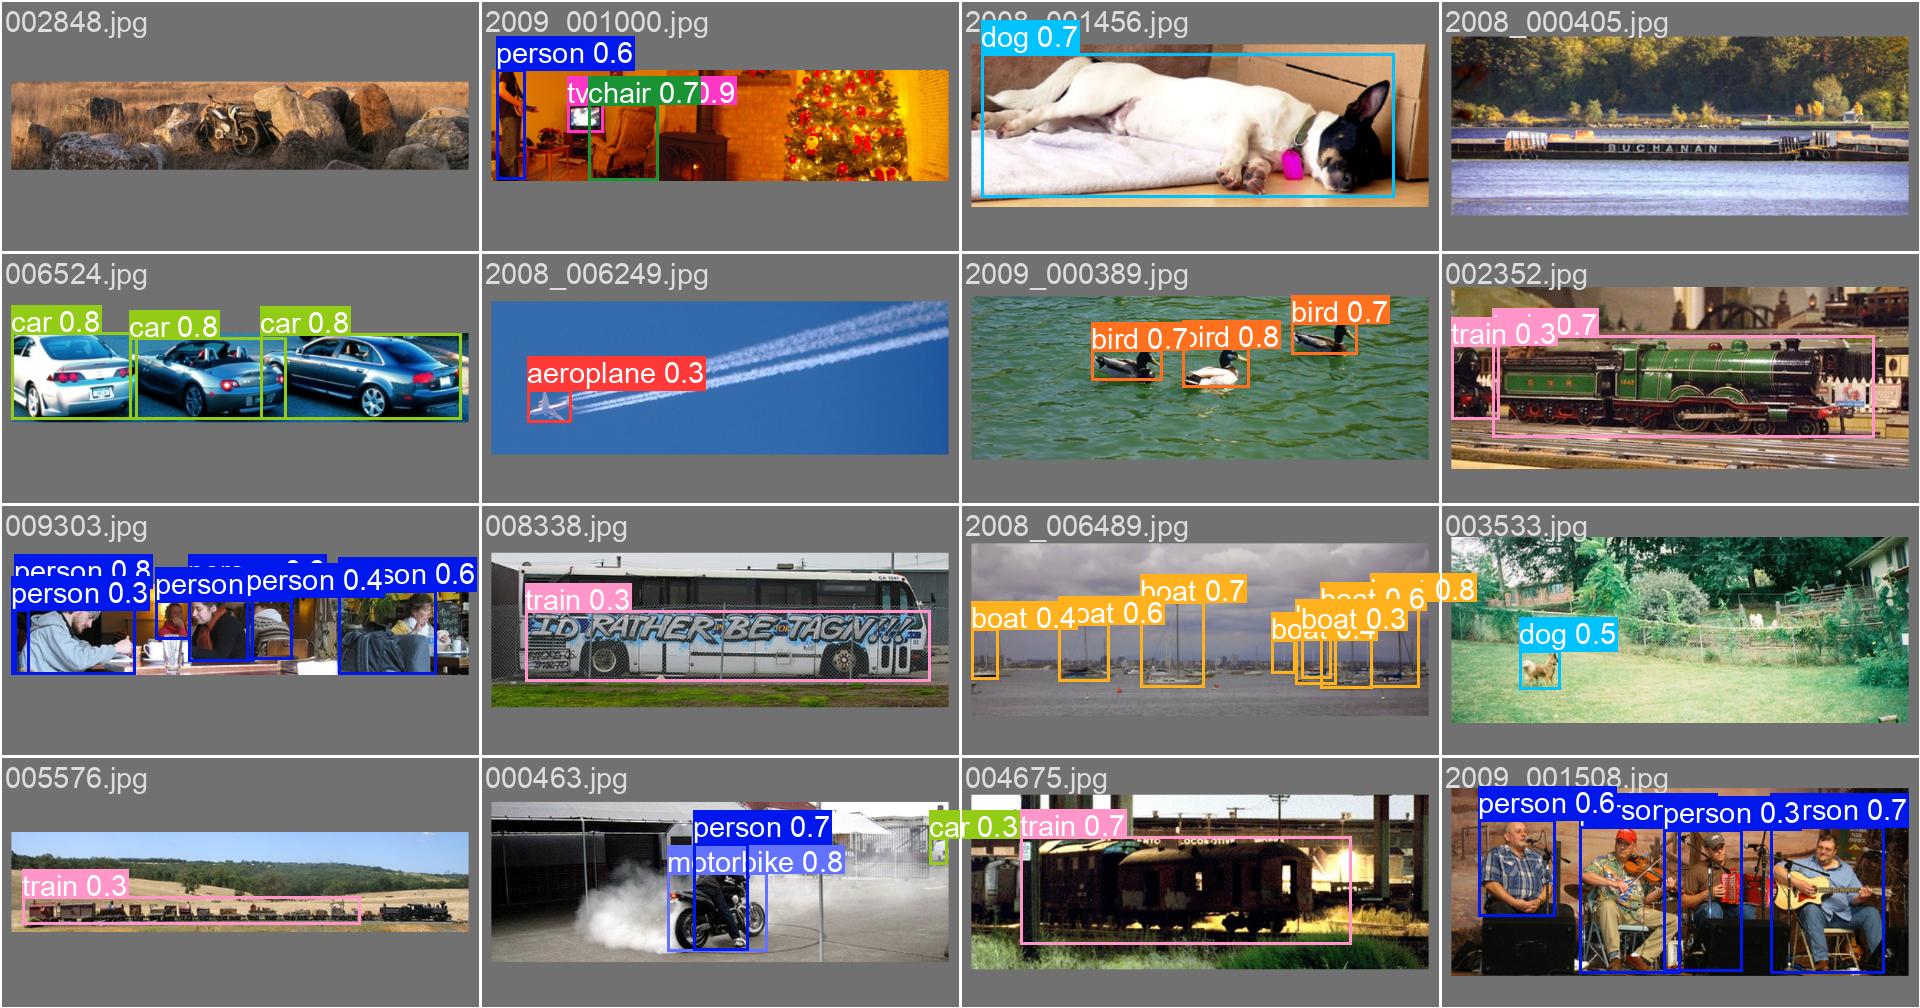 002848.jpg
2009_001000.jpg
2008_001456.jpg
2008_000405.jpg
person 0.6
tv
chair 0.7
0.9
dog 0.7
BUCHANAN
006524.jpg
2008_006249.jpg
2009_000389.jpg
002352.jpg
car 0.8
car 0.8
car 0.8
aeroplane 0.3
bird 0.7
bird 0.8
bird 0.7
train 0.3
0.7
009303.jpg
008338.jpg
2008_006489.jpg
003533.jpg
person 0.8
person 0.3
person
person 0.4
son 0.6
train 0.3
I'D RATHER BE TAGN!!!
boat 0.4
boat 0.6
boat 0.7
boat 0.4
boat 0.6
boat 0.3
0.8
dog 0.5
005576.jpg
000463.jpg
004675.jpg
2009_001508.jpg
train 0.3
person 0.7
motorbike 0.8
car 0.3
train 0.7
person 0.6
son
person 0.3
rson 0.7